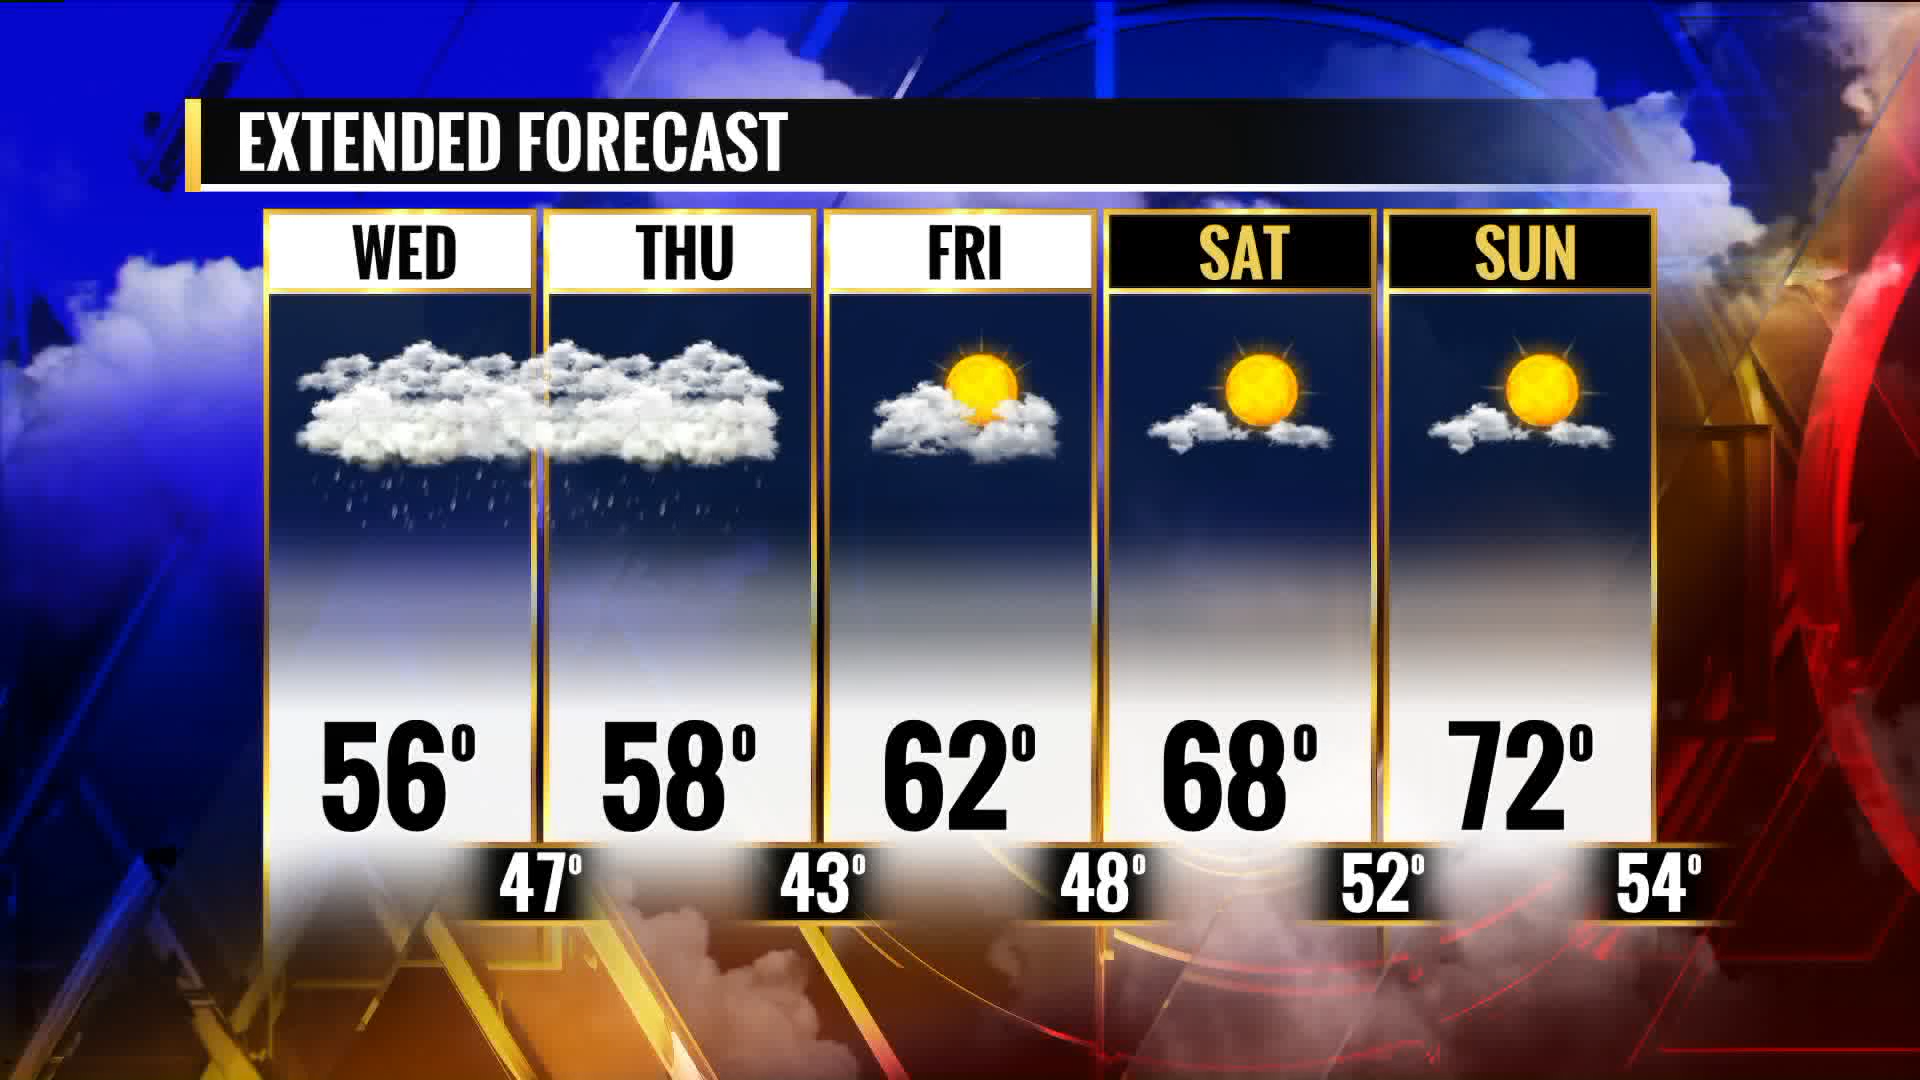 EXTENDED FORECAST
WED THU FRI SAT SUN
56° 58° 62° 68° 72°
47° 43° 48° 52° 54°